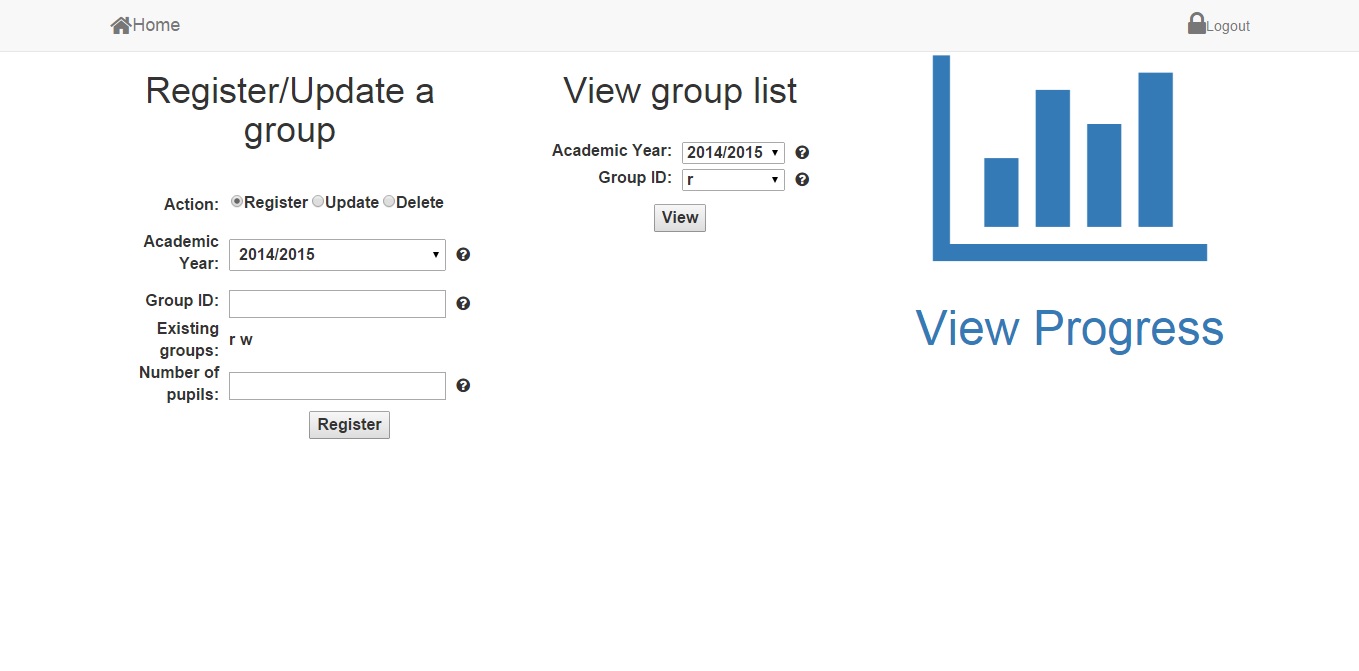 Home
Logout
Register/Update a
group
Action: Register Update Delete
Academic
Year: 2014/2015
Group ID:
Existing
groups: r w
Number of
pupils:
Register
View group list
Academic Year: 2014/2015
Group ID: r
View
View Progress